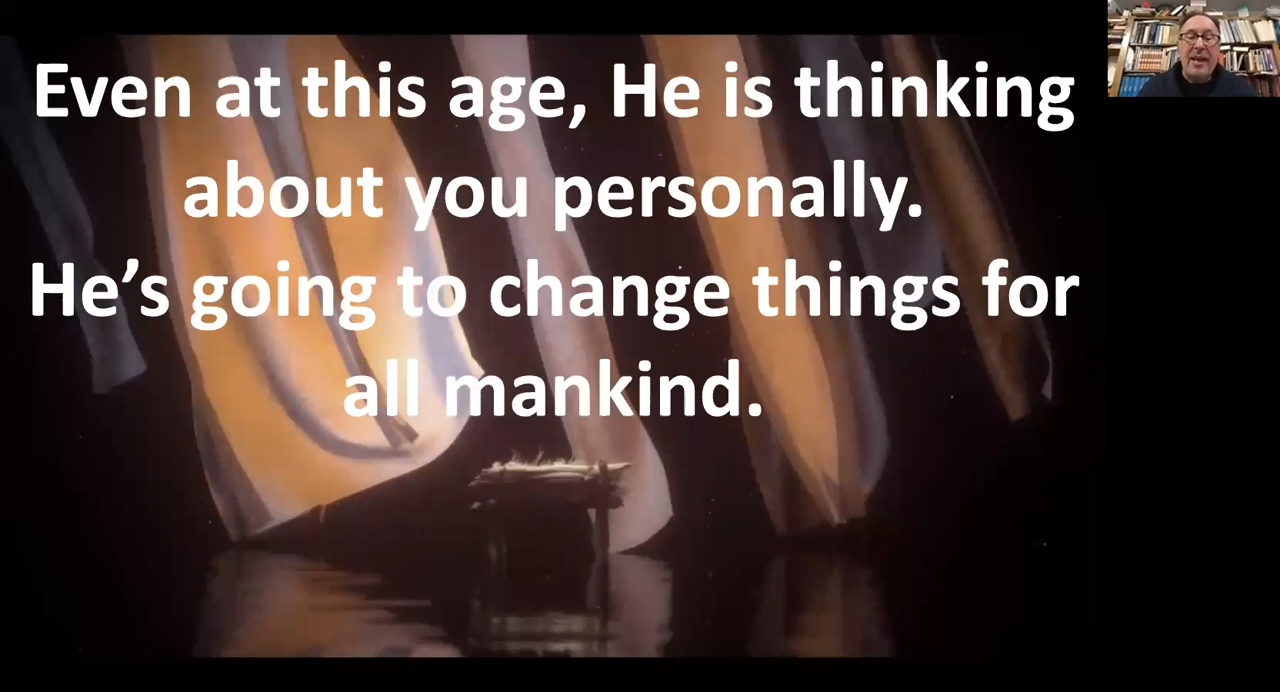 Even at this age, He is thinking
about you personally.
He’s going to change things for
all mankind.